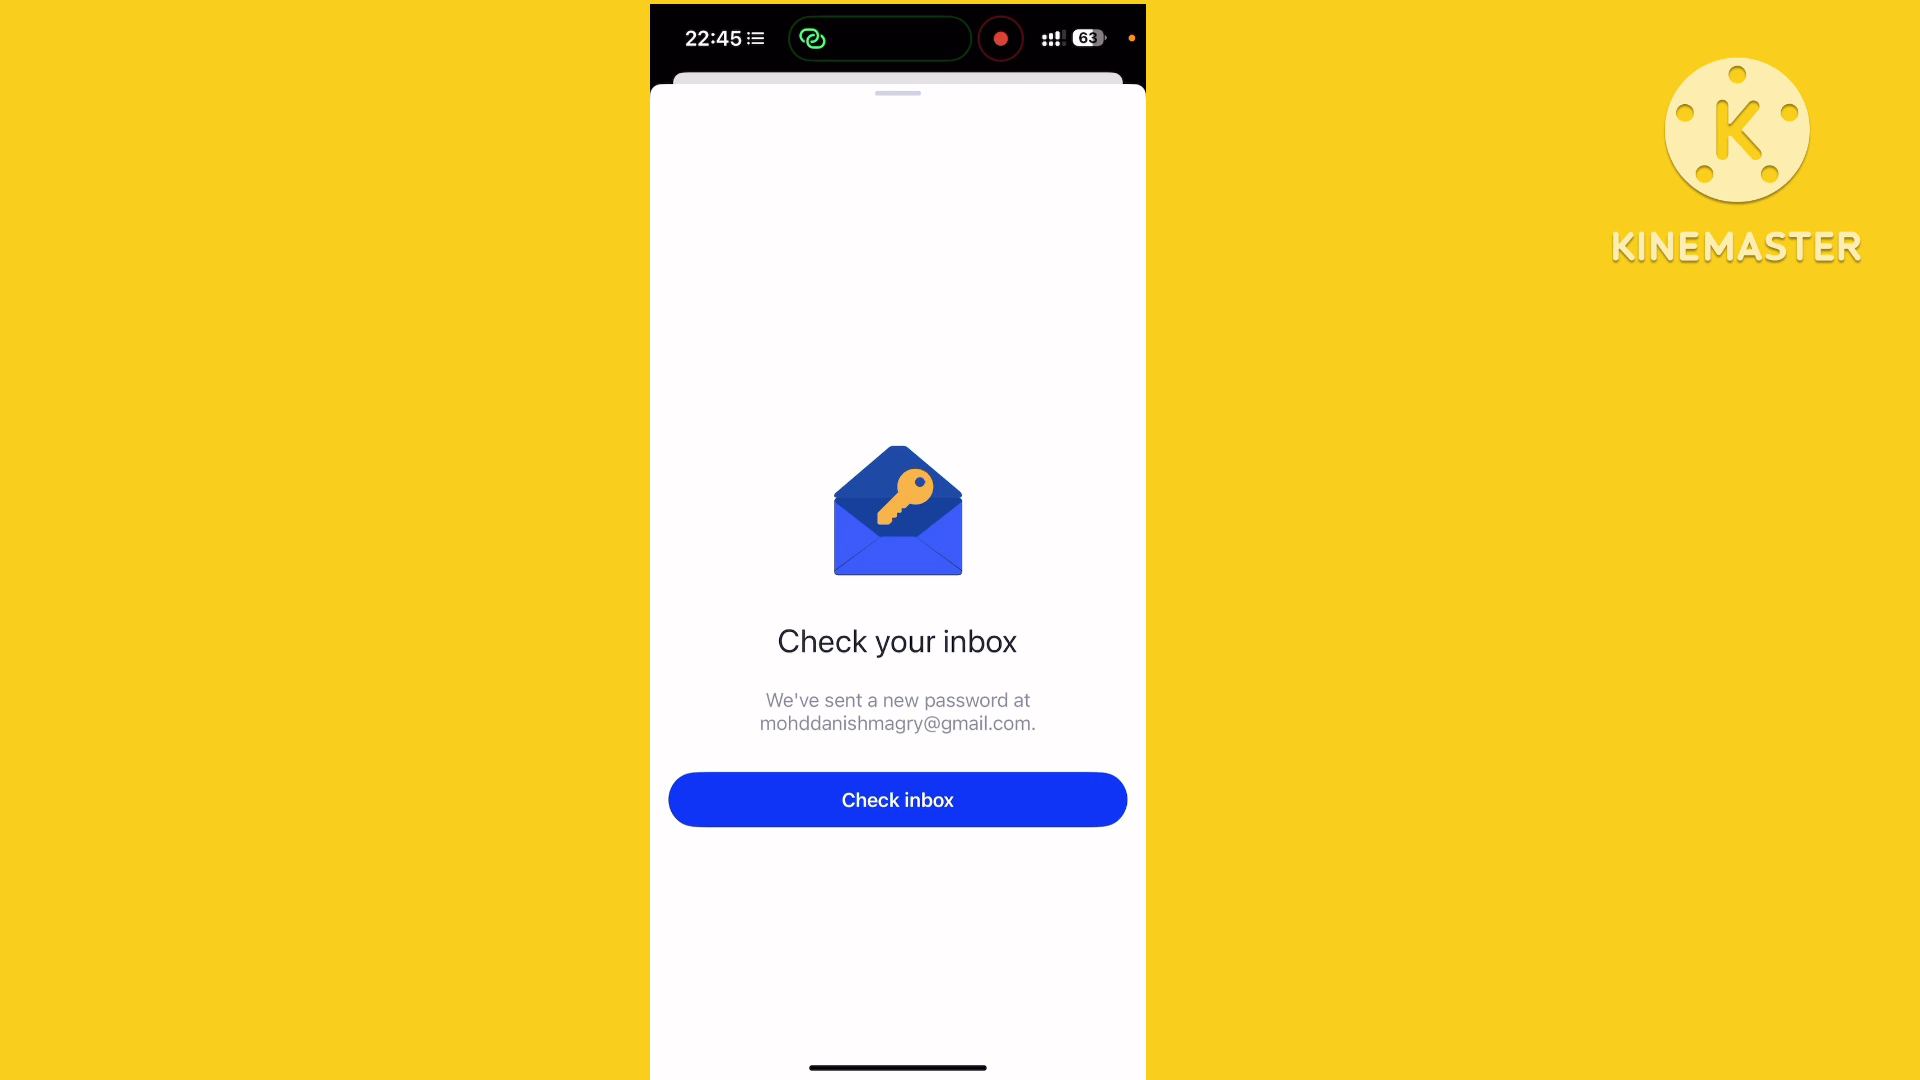 22:45
63
K
KINEMASTER
Check your inbox
We've sent a new password at
mohddanishmagry@gmail.com.
Check inbox